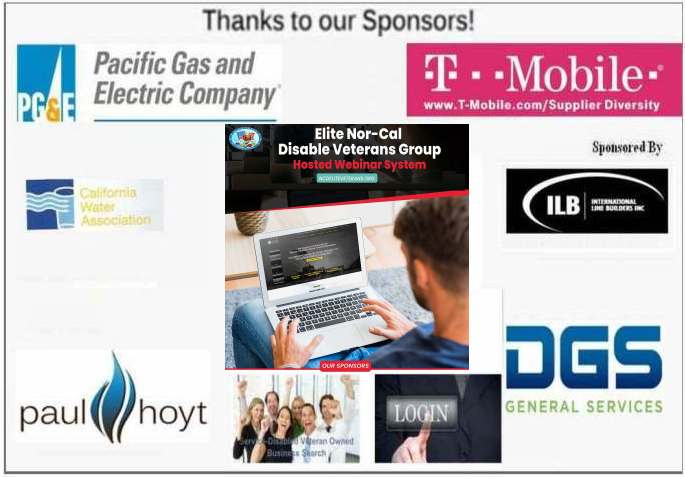 Thanks to our Sponsors!
PG&E
Pacific Gas and
Electric Company
T··Mobile·
www.T-Mobile.com/Supplier Diversity
Elite Nor-Cal
Disable Veterans Group
Hosted Webinar System
Sponsored By
California
Water
Association
ILB
INTERNATIONAL
LINE BUILDERS INC
OUR SPONSORS
paul hoyt
DGS
GENERAL SERVICES
Service-Disabled Veteran Owned
Business Search
LOGIN